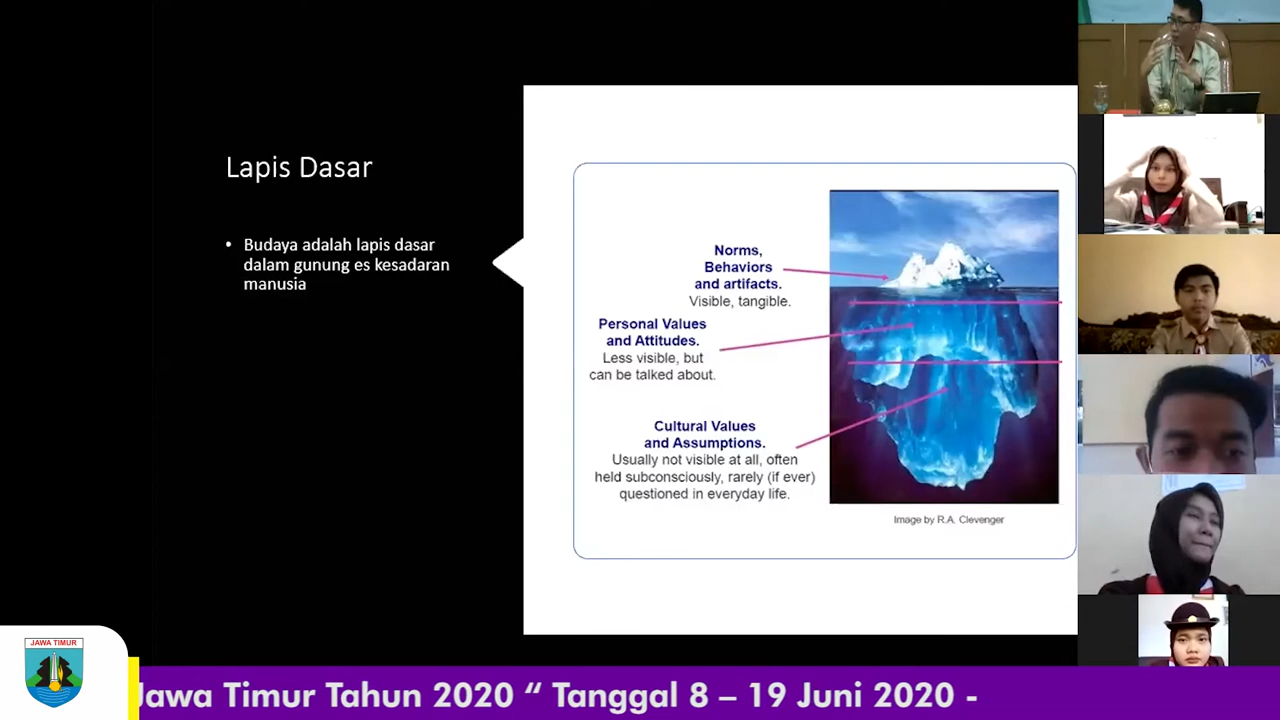 Lapis Dasar
• Budaya adalah lapis dasar
dalam gunung es kesadaran
manusia
Norms,
Behaviors
and artifacts.
Visible, tangible.
Personal Values
and Attitudes.
Less visible, but
can be talked about.
Cultural Values
and Assumptions.
Usually not visible at all, often
held subconsciously, rarely (if ever)
questioned in everyday life.
Image by R.A. Clevenger
JAWA TIMUR
Jawa Timur Tahun 2020 “ Tanggal 8 – 19 Juni 2020 -